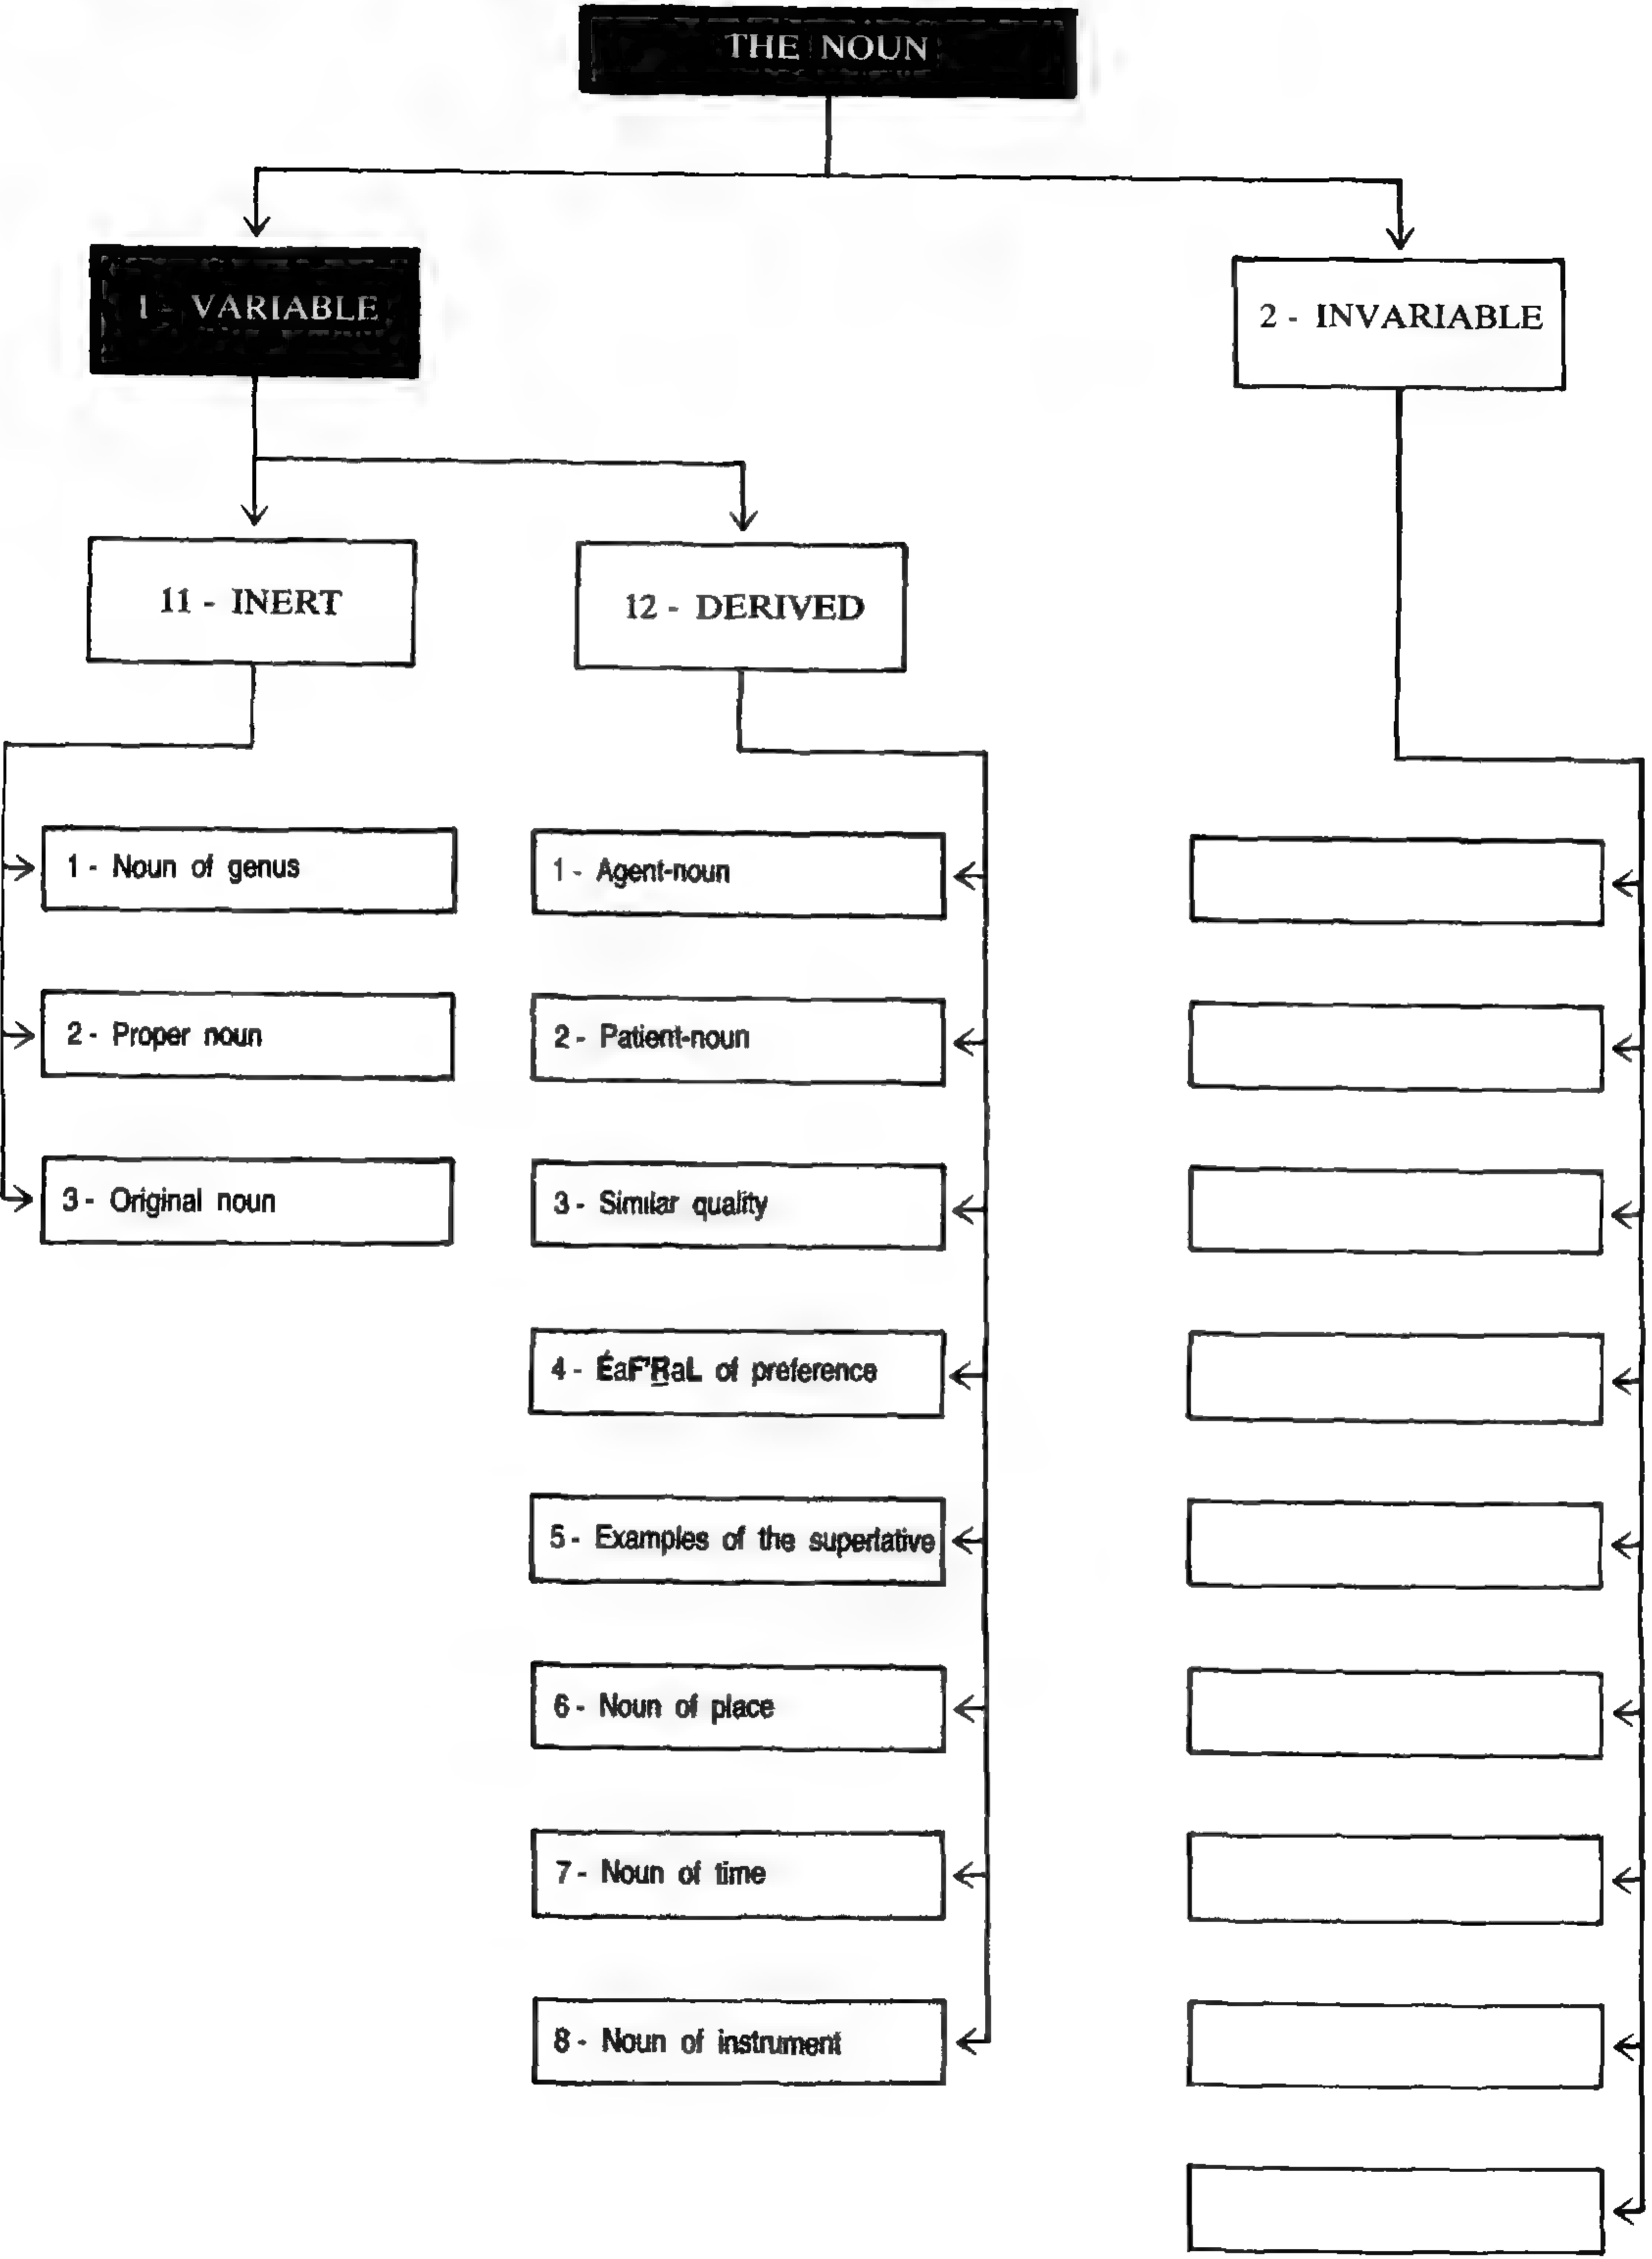 THE NOUN
1 - VARIABLE
2 - INVARIABLE
11 - INERT
12 - DERIVED
1 - Noun of genus
2 - Proper noun
3 - Original noun
1 - Agent-noun
2 - Patient-noun
3 - Similar quality
4 - ÉaF'RaL of preference
5 - Examples of the superlative
6 - Noun of place
7 - Noun of time
8 - Noun of instrument